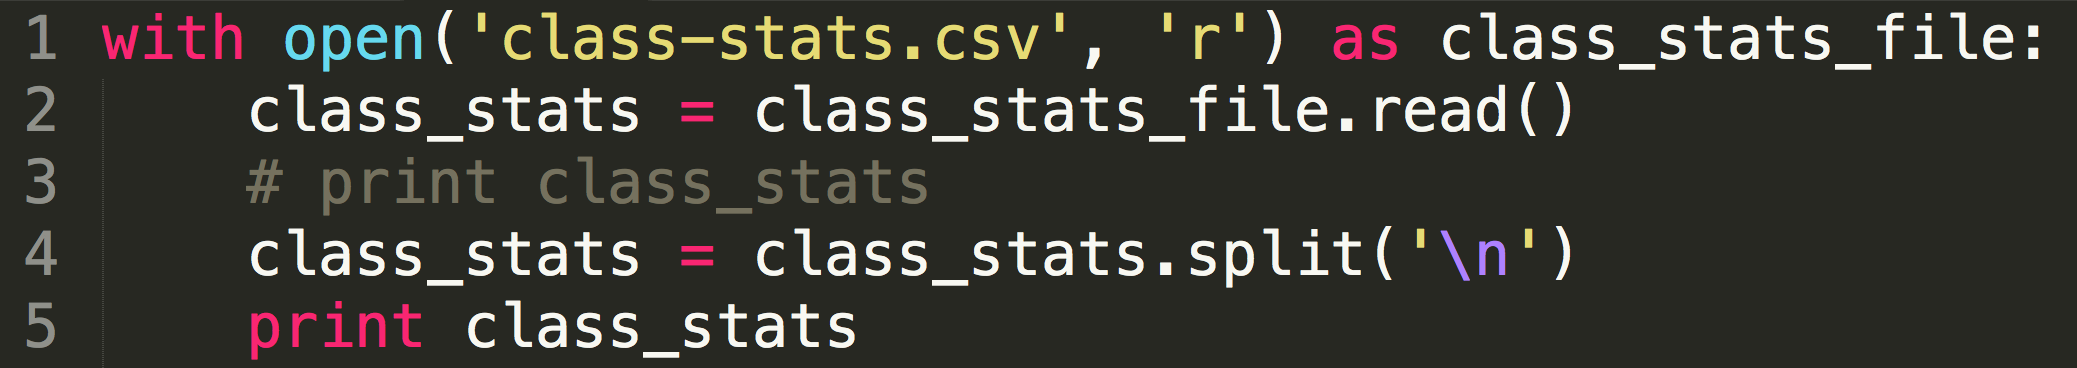 1 with open('class-stats.csv', 'r') as class_stats_file:
2     class_stats = class_stats_file.read()
3     # print class_stats
4     class_stats = class_stats.split('\n')
5     print class_stats